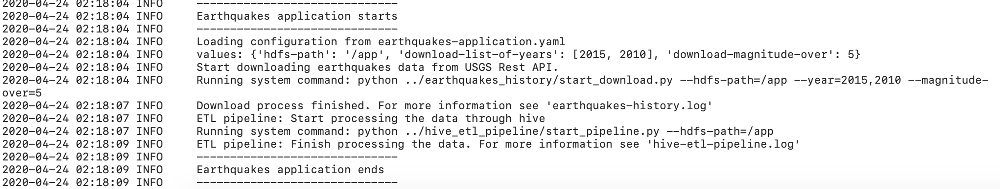 2020-04-24 02:18:04 INFO     ------------------------------
2020-04-24 02:18:04 INFO     Earthquakes application starts
2020-04-24 02:18:04 INFO     ------------------------------
2020-04-24 02:18:04 INFO     Loading configuration from earthquakes-application.yaml
2020-04-24 02:18:04 INFO     values: {'hdfs-path': '/app', 'download-list-of-years': [2015, 2010], 'download-magnitude-over': 5}
2020-04-24 02:18:04 INFO     Start downloading earthquakes data from USGS Rest API.
2020-04-24 02:18:04 INFO     Running system command: python ../earthquakes_history/start_download.py --hdfs-path=/app --year=2015,2010 --magnitude-
over=5
2020-04-24 02:18:07 INFO     Download process finished. For more information see 'earthquakes-history.log'
2020-04-24 02:18:07 INFO     ETL pipeline: Start processing the data through hive
2020-04-24 02:18:07 INFO     Running system command: python ../hive_etl_pipeline/start_pipeline.py --hdfs-path=/app
2020-04-24 02:18:09 INFO     ETL pipeline: Finish processing the data. For more information see 'hive-etl-pipeline.log'
2020-04-24 02:18:09 INFO     ------------------------------
2020-04-24 02:18:09 INFO     Earthquakes application ends
2020-04-24 02:18:09 INFO     ------------------------------